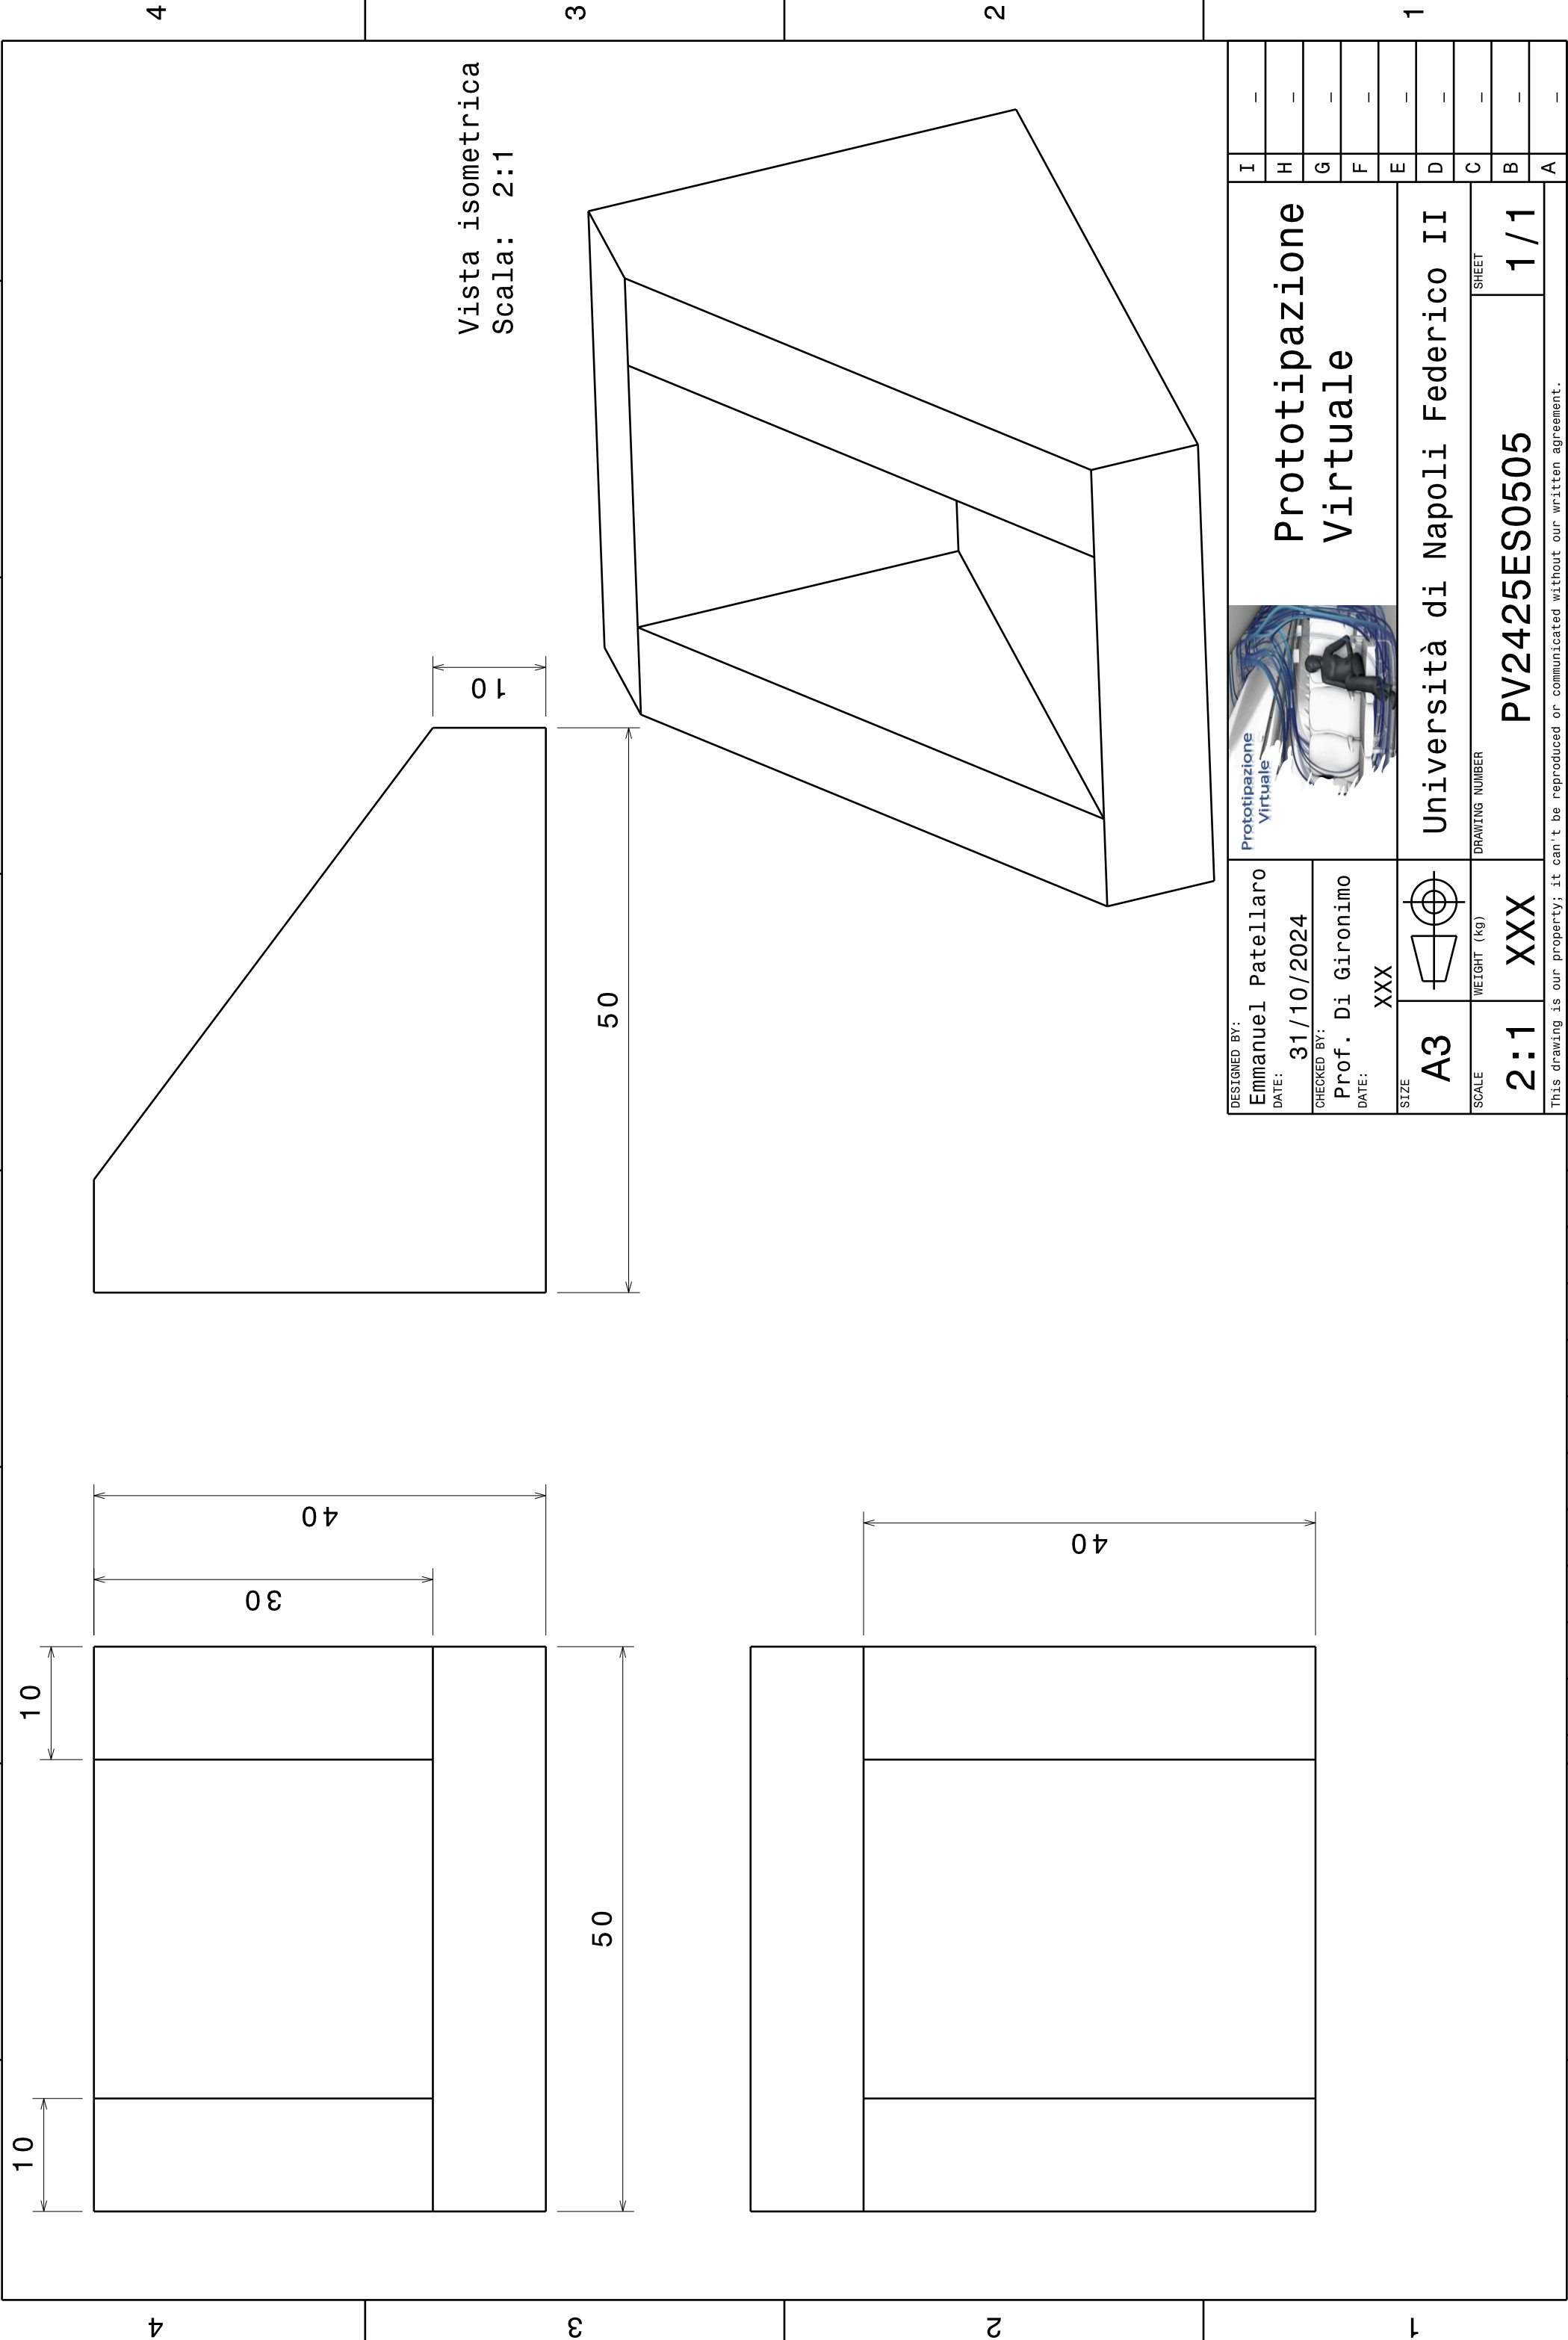 4
3
2
1
10
10
30
40
50
10
50
40
Vista isometrica
Scala: 2:1
DESIGNED BY:
Emmanuel Patellaro
DATE:
31/10/2024
CHECKED BY:
Prof. Di Gironimo
DATE:
XXX
SIZE
A3
SCALE
2:1
WEIGHT (kg)
XXX
Prototipazione
Virtuale
Prototipazione
Virtuale
Università di Napoli Federico II
DRAWING NUMBER
PV2425ES0505
SHEET
1/1
I –
H –
G –
F –
E –
D –
C –
B –
A –
This drawing is our property; it can't be reproduced or communicated without our written agreement.
4
3
2
1